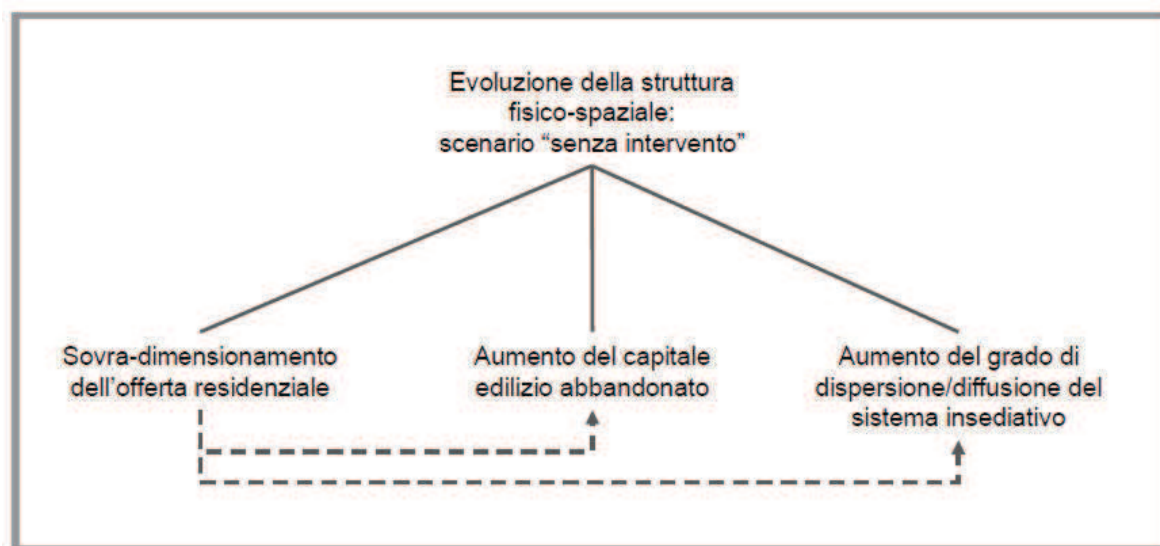 Evoluzione della struttura
fisico-spaziale:
scenario “senza intervento”
Sovra-dimensionamento
dell’offerta residenziale
Aumento del capitale
edilizio abbandonato
Aumento del grado di
dispersione/diffusione del
sistema insediativo